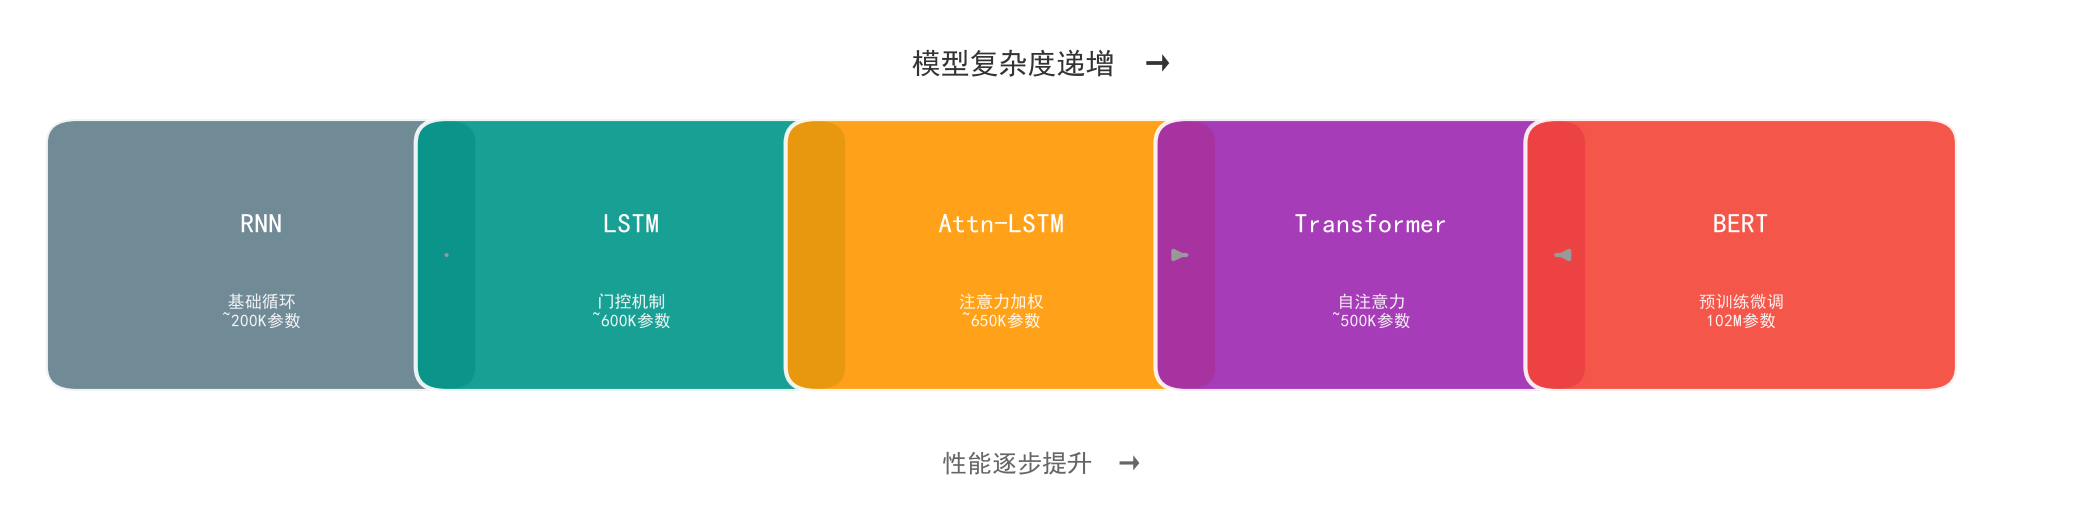 模型复杂度递增 →
RNN
基础循环
~200K参数
LSTM
门控机制
~600K参数
Attn-LSTM
注意力加权
~650K参数
Transformer
自注意力
~500K参数
BERT
预训练微调
102M参数
性能逐步提升 →